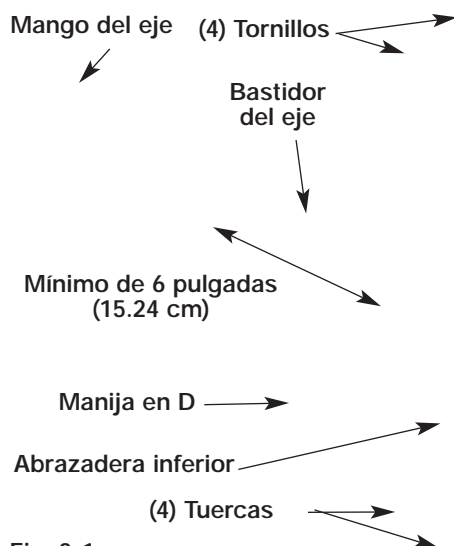 Mango del eje (4) Tornillos
Bastidor
del eje
Mínimo de 6 pulgadas
(15.24 cm)
Manija en D
Abrazadera inferior
(4) Tuercas